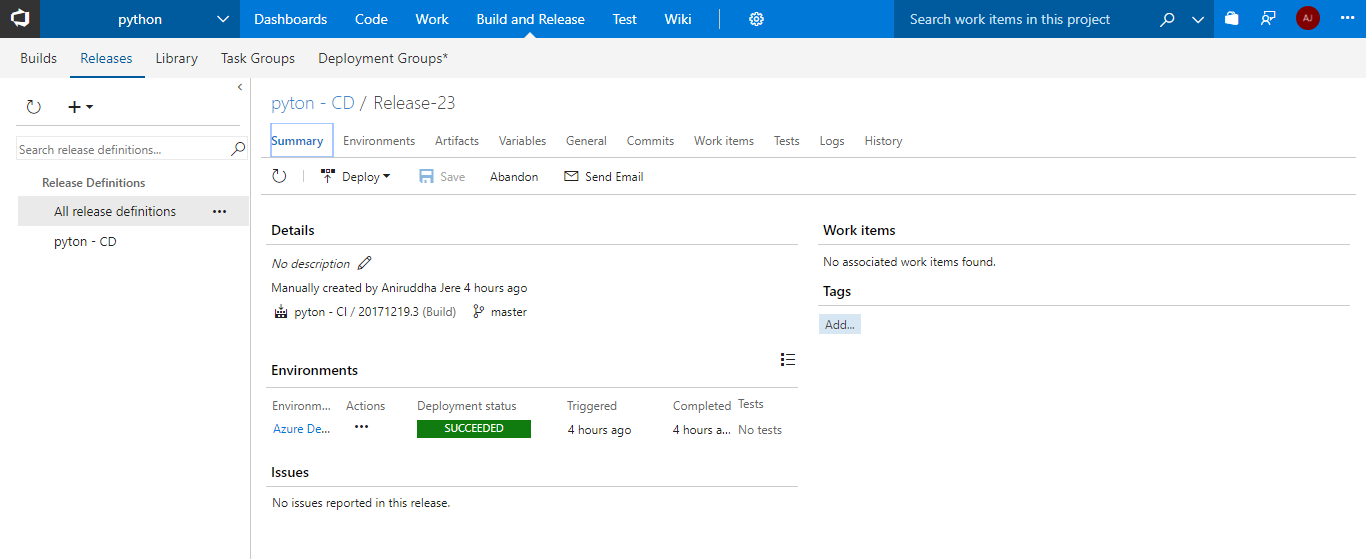 python Dashboards Code Work Build and Release Test Wiki Search work items in this project AJ
Builds Releases Library Task Groups Deployment Groups*
pyton - CD / Release-23
Summary Environments Artifacts Variables General Commits Work items Tests Logs History
Search release definitions...
Deploy Save Abandon Send Email
Release Definitions
All release definitions
pyton - CD
Details
No description
Manually created by Aniruddha Jere 4 hours ago
pyton - CI / 20171219.3 (Build) master
Work items
No associated work items found.
Tags
Add...
Environments
Environm... Actions Deployment status Triggered Completed Tests
Azure De... SUCCEEDED 4 hours ago 4 hours a... No tests
Issues
No issues reported in this release.